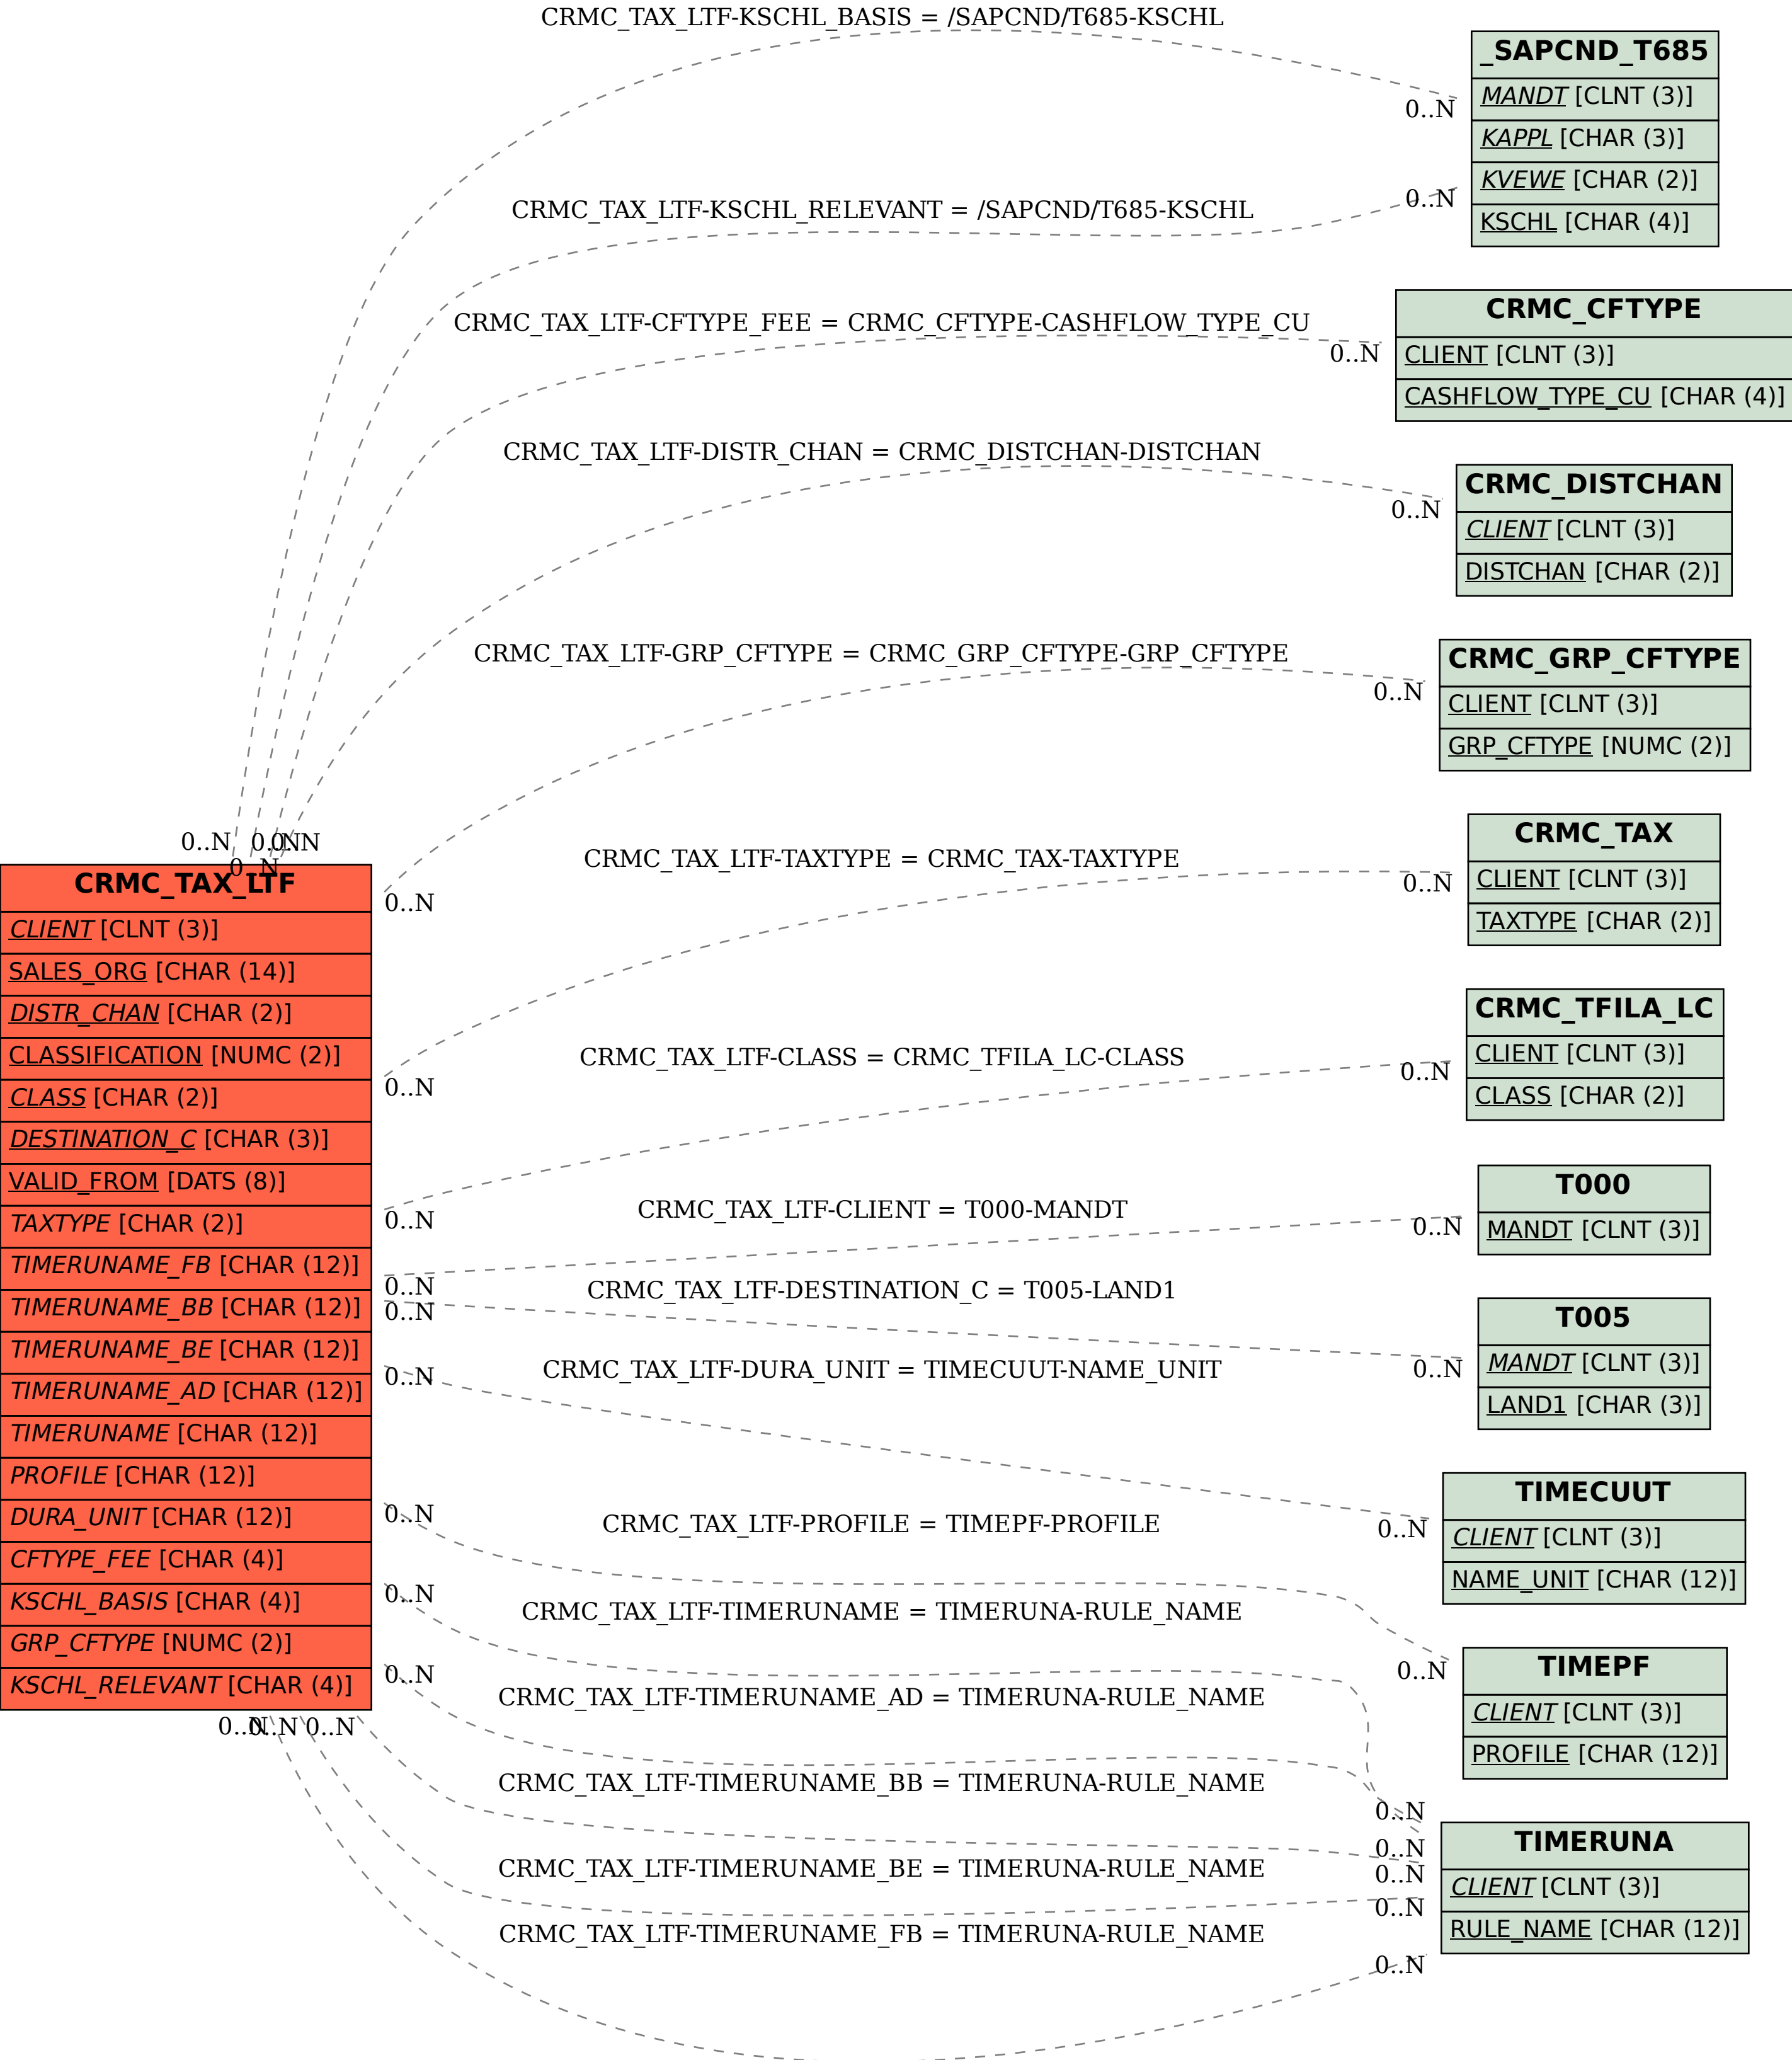 CRMC_TAX_LTF-KSCHL_BASIS = /SAPCND/T685-KSCHL
0..N
_SAPCND_T685
MANDT [CLNT (3)]
KAPPL [CHAR (3)]
KVEWE [CHAR (2)]
KSCHL [CHAR (4)]
CRMC_TAX_LTF-KSCHL_RELEVANT = /SAPCND/T685-KSCHL
0..N
CRMC_TAX_LTF-CFTYPE_FEE = CRMC_CFTYPE-CASHFLOW_TYPE_CU
0..N
CRMC_CFTYPE
CLIENT [CLNT (3)]
CASHFLOW_TYPE_CU [CHAR (4)]
CRMC_TAX_LTF-DISTR_CHAN = CRMC_DISTCHAN-DISTCHAN
0..N
CRMC_DISTCHAN
CLIENT [CLNT (3)]
DISTCHAN [CHAR (2)]
CRMC_TAX_LTF-GRP_CFTYPE = CRMC_GRP_CFTYPE-GRP_CFTYPE
0..N
CRMC_GRP_CFTYPE
CLIENT [CLNT (3)]
GRP_CFTYPE [NUMC (2)]
0..N
0..N
0..N
0..N
CRMC_TAX_LTF
CLIENT [CLNT (3)]
SALES_ORG [CHAR (14)]
DISTR_CHAN [CHAR (2)]
CLASSIFICATION [NUMC (2)]
CLASS [CHAR (2)]
DESTINATION_C [CHAR (3)]
VALID_FROM [DATS (8)]
TAXTYPE [CHAR (2)]
TIMERUNAME_FB [CHAR (12)]
TIMERUNAME_BB [CHAR (12)]
TIMERUNAME_BE [CHAR (12)]
TIMERUNAME_AD [CHAR (12)]
TIMERUNAME [CHAR (12)]
PROFILE [CHAR (12)]
DURA_UNIT [CHAR (12)]
CFTYPE_FEE [CHAR (4)]
KSCHL_BASIS [CHAR (4)]
GRP_CFTYPE [NUMC (2)]
KSCHL_RELEVANT [CHAR (4)]
0..N
CRMC_TAX_LTF-TAXTYPE = CRMC_TAX-TAXTYPE
0..N
0..N
CRMC_TAX
CLIENT [CLNT (3)]
TAXTYPE [CHAR (2)]
CRMC_TAX_LTF-CLASS = CRMC_TFILA_LC-CLASS
0..N
0..N
CRMC_TFILA_LC
CLIENT [CLNT (3)]
CLASS [CHAR (2)]
CRMC_TAX_LTF-CLIENT = T000-MANDT
0..N
0..N
T000
MANDT [CLNT (3)]
CRMC_TAX_LTF-DESTINATION_C = T005-LAND1
0..N
0..N
T005
MANDT [CLNT (3)]
LAND1 [CHAR (3)]
CRMC_TAX_LTF-DURA_UNIT = TIMECUUT-NAME_UNIT
0..N
0..N
TIMECUUT
CLIENT [CLNT (3)]
NAME_UNIT [CHAR (12)]
0..N
CRMC_TAX_LTF-PROFILE = TIMEPF-PROFILE
0..N
TIMEPF
CLIENT [CLNT (3)]
PROFILE [CHAR (12)]
0..N
CRMC_TAX_LTF-TIMERUNAME = TIMERUNA-RULE_NAME
0..N
CRMC_TAX_LTF-TIMERUNAME_AD = TIMERUNA-RULE_NAME
0..N
0..N
0..N
CRMC_TAX_LTF-TIMERUNAME_BB = TIMERUNA-RULE_NAME
0..N
0..N
0..N
CRMC_TAX_LTF-TIMERUNAME_BE = TIMERUNA-RULE_NAME
0..N
CRMC_TAX_LTF-TIMERUNAME_FB = TIMERUNA-RULE_NAME
0..N
TIMERUNA
CLIENT [CLNT (3)]
RULE_NAME [CHAR (12)]